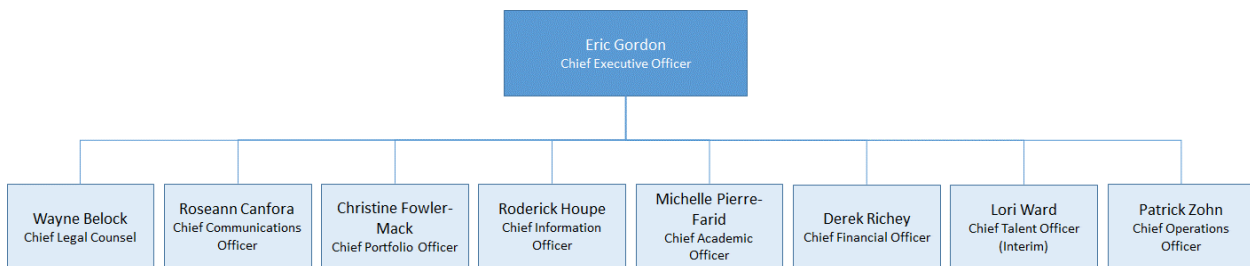 Eric Gordon
Chief Executive Officer
Wayne Belock
Chief Legal Counsel
Roseann Canfora
Chief Communications
Officer
Christine Fowler-
Mack
Chief Portfolio Officer
Roderick Houpe
Chief Information
Officer
Michelle Pierre-
Farid
Chief Academic
Officer
Derek Richey
Chief Financial Officer
Lori Ward
Chief Talent Officer
(Interim)
Patrick Zohn
Chief Operations
Officer